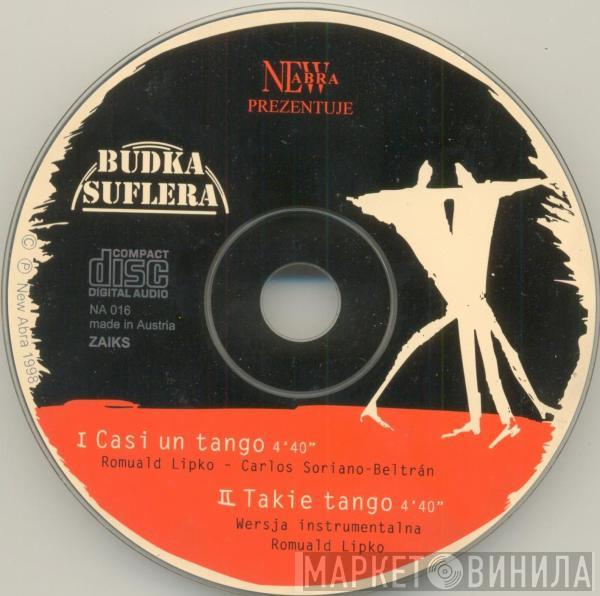 NEW ABRA
PREZENTUJE
BUDKA
SUFLERA
COMPACT
disc
DIGITAL AUDIO
NA 016
made in Austria
ZAIKS
© ℗ New Abra 1998
I Casi un tango 4'40"
Romuald Lipko - Carlos Soriano-Beltrán
II Takie tango 4'40"
Wersja instrumentalna
Romuald Lipko
МАРКЕТ ВИНИЛА